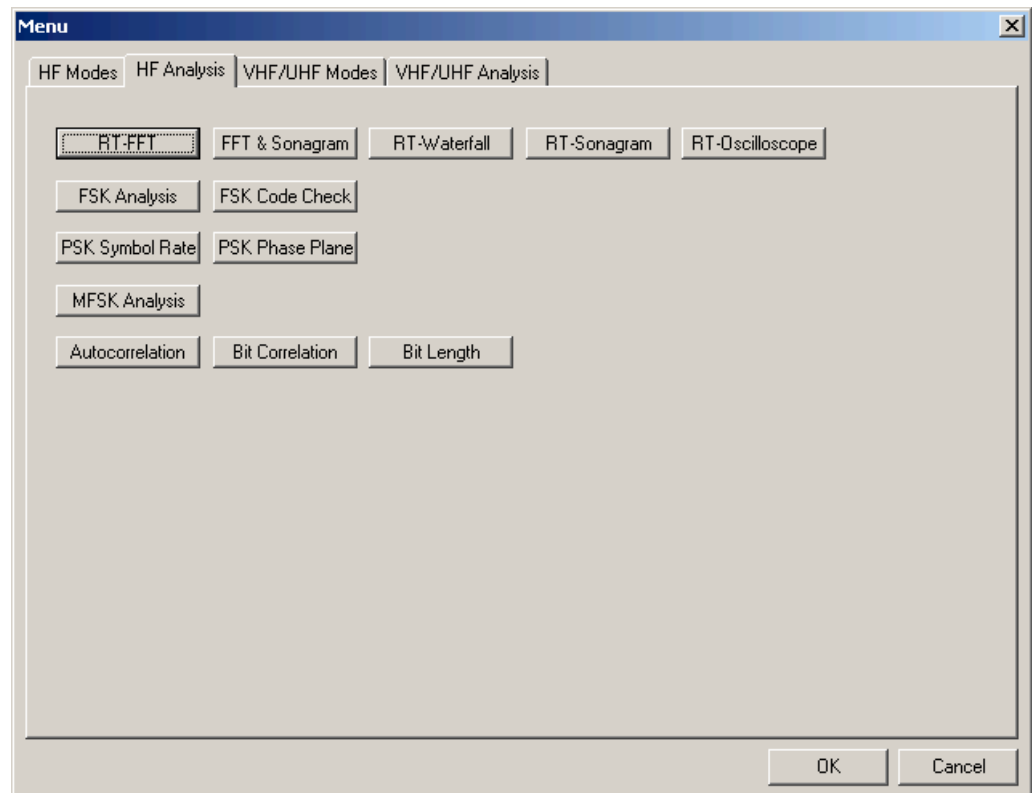 Menu
HF Modes HF Analysis VHF/UHF Modes VHF/UHF Analysis
RT-FFT FFT & Sonagram RT-Waterfall RT-Sonagram RT-Oscilloscope
FSK Analysis FSK Code Check
PSK Symbol Rate PSK Phase Plane
MFSK Analysis
Autocorrelation Bit Correlation Bit Length
OK Cancel